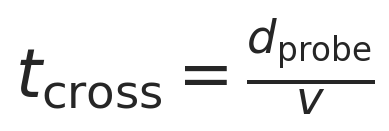 t_cross = d_probe / v